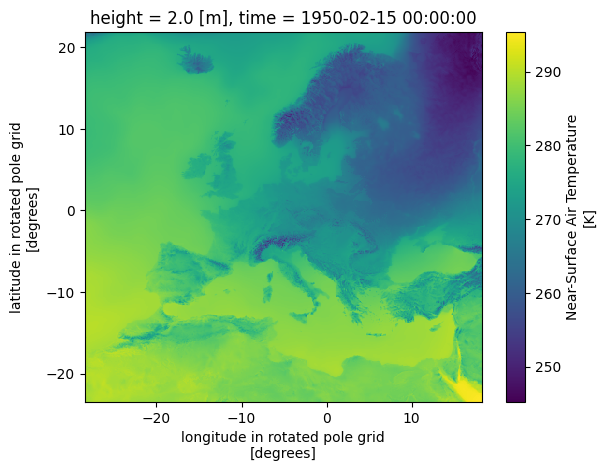 height = 2.0 [m], time = 1950-02-15 00:00:00
20
10
0
−10
−20
latitude in rotated pole grid
[degrees]
−20
−10
0
10
longitude in rotated pole grid
[degrees]
290
280
270
260
250
Near-Surface Air Temperature
[K]